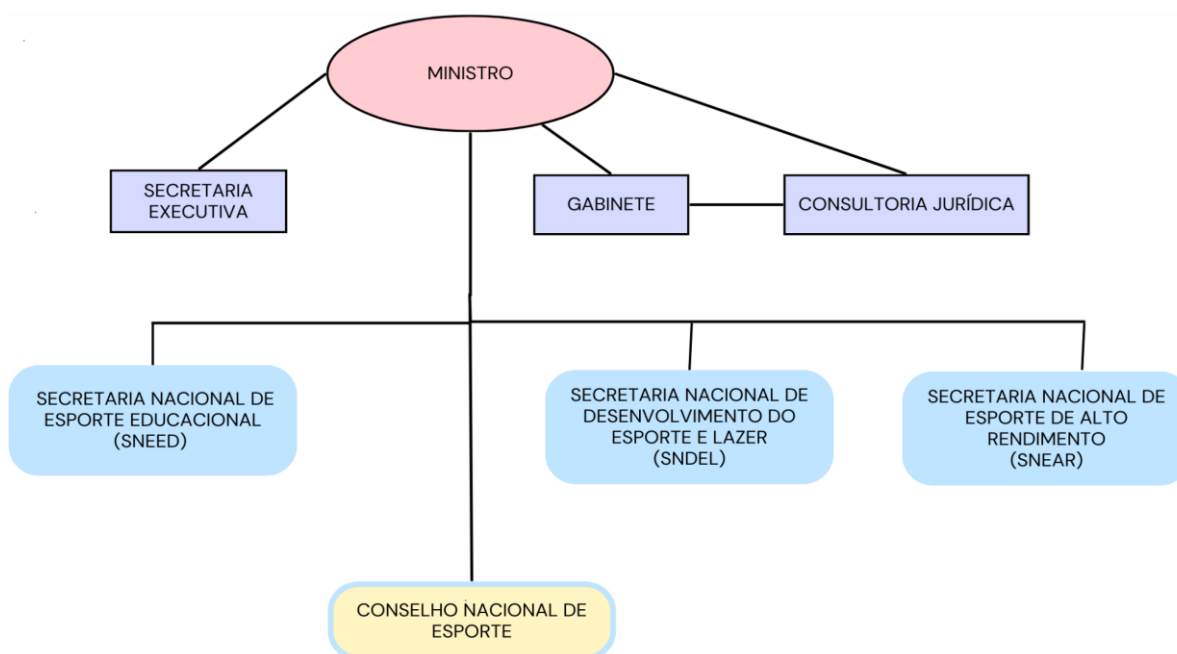 MINISTRO
SECRETARIA
EXECUTIVA
GABINETE
CONSULTORIA JURÍDICA
SECRETARIA NACIONAL DE
ESPORTE EDUCACIONAL
(SNEED)
SECRETARIA NACIONAL DE
DESENVOLVIMENTO DO
ESPORTE E LAZER
(SNDEL)
SECRETARIA NACIONAL DE
ESPORTE DE ALTO
RENDIMENTO
(SNEAR)
CONSELHO NACIONAL DE
ESPORTE